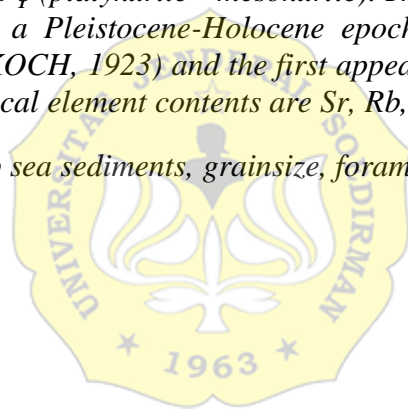 (platykurtic - mesokurtic).
a Pleistocene-Holocene epoch
KOCH, 1923) and the first appea
cal element contents are Sr, Rb,
sea sediments, grainsize, foram
UNIVERSITAS JENDERAL SOEDIRMAN
1963